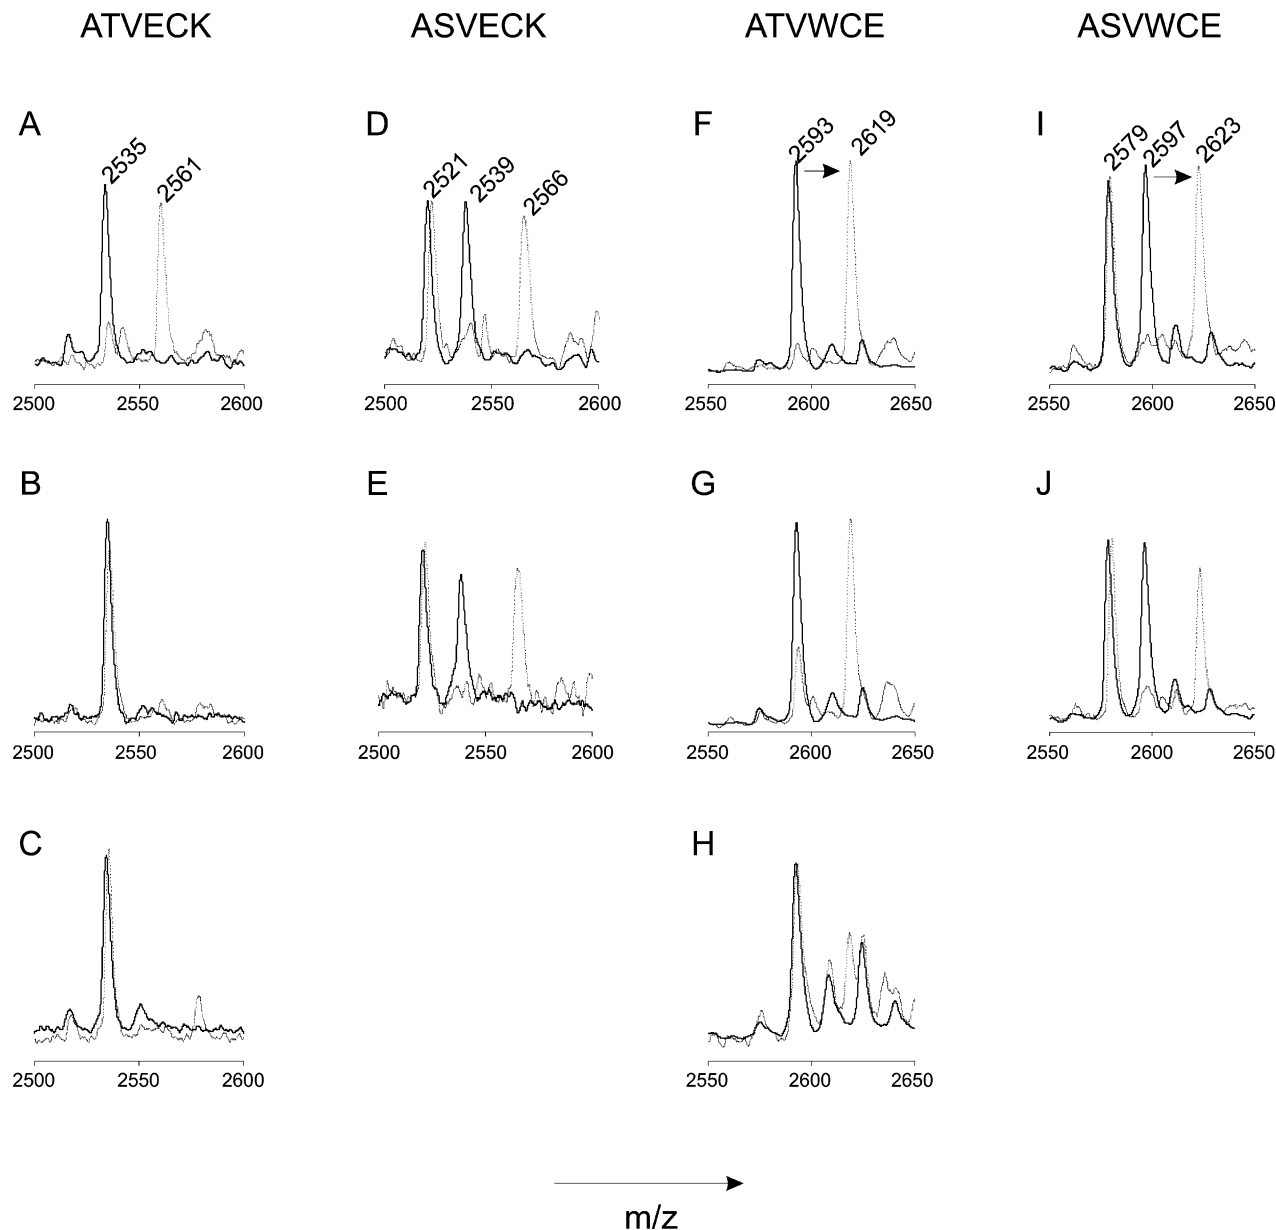 ATVECK ASVECK ATVWCE ASVWCE
A D F I
2535 2561 2521 2539 2566 2593 2619 2579 2597 2623
2500 2550 2600 2500 2550 2600 2550 2600 2650 2550 2600 2650
B E G J
2500 2550 2600 2500 2550 2600 2550 2600 2650 2550 2600 2650
C H
2500 2550 2600 2550 2600 2650
m/z